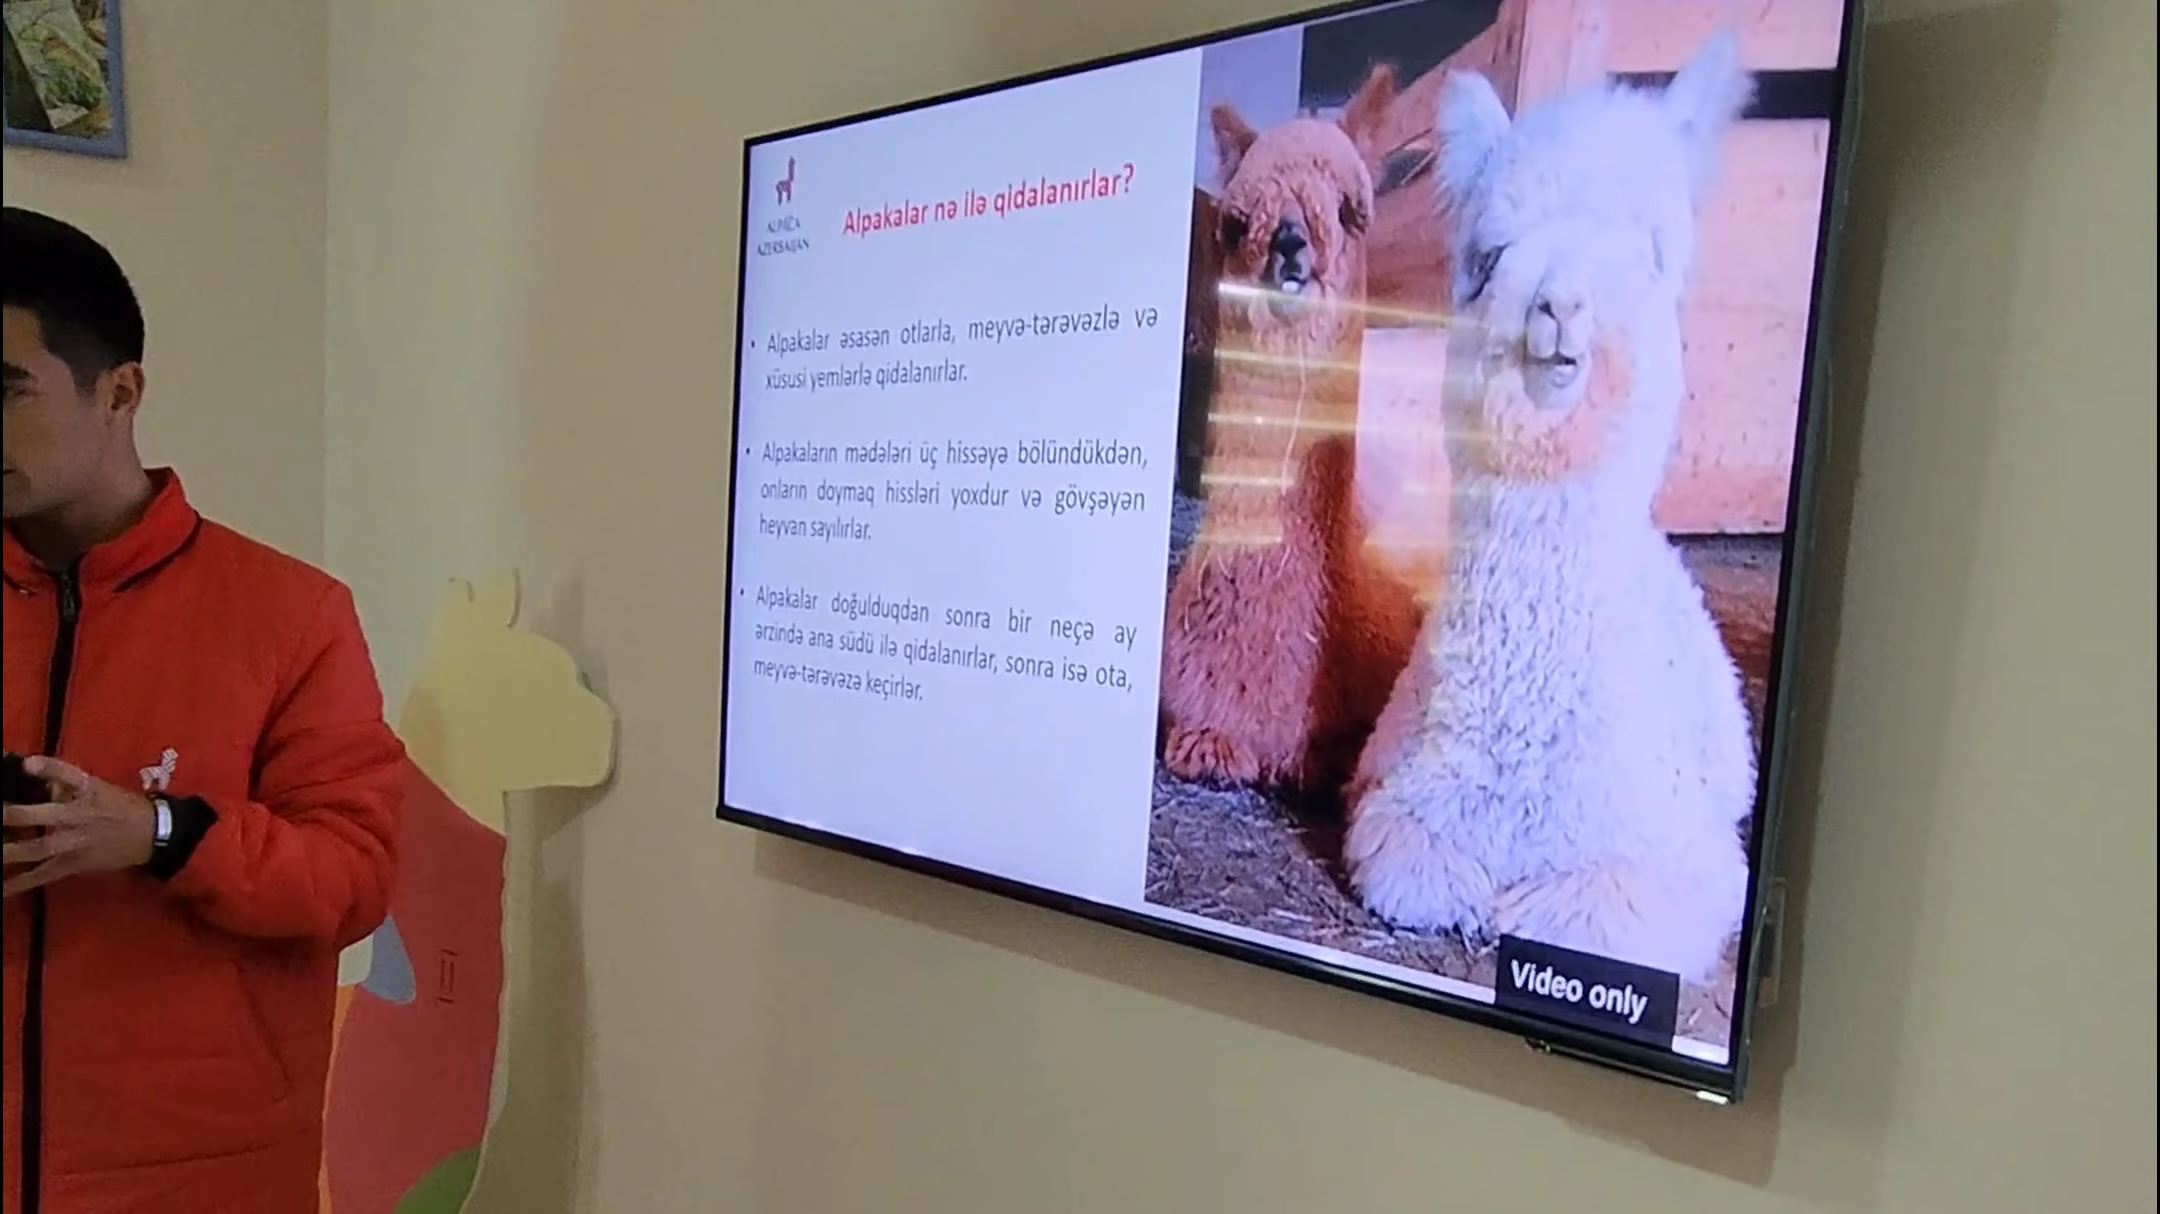 ALPACA
AZERBAIJAN
Alpakalar nə ilə qidalanırlar?
• Alpakalar əsasən otlarla, meyvə-tərəvəzlə və
xüsusi yemlərlə qidalanırlar.
• Alpakaların mədələri üç hissəyə bölündükdən,
onların doymaq hissləri yoxdur və gövşəyən
heyvan sayılırlar.
• Alpakalar doğulduqdan sonra bir neçə ay
ərzində ana südü ilə qidalanırlar, sonra isə ota,
meyvə-tərəvəzə keçirlər.
Video only